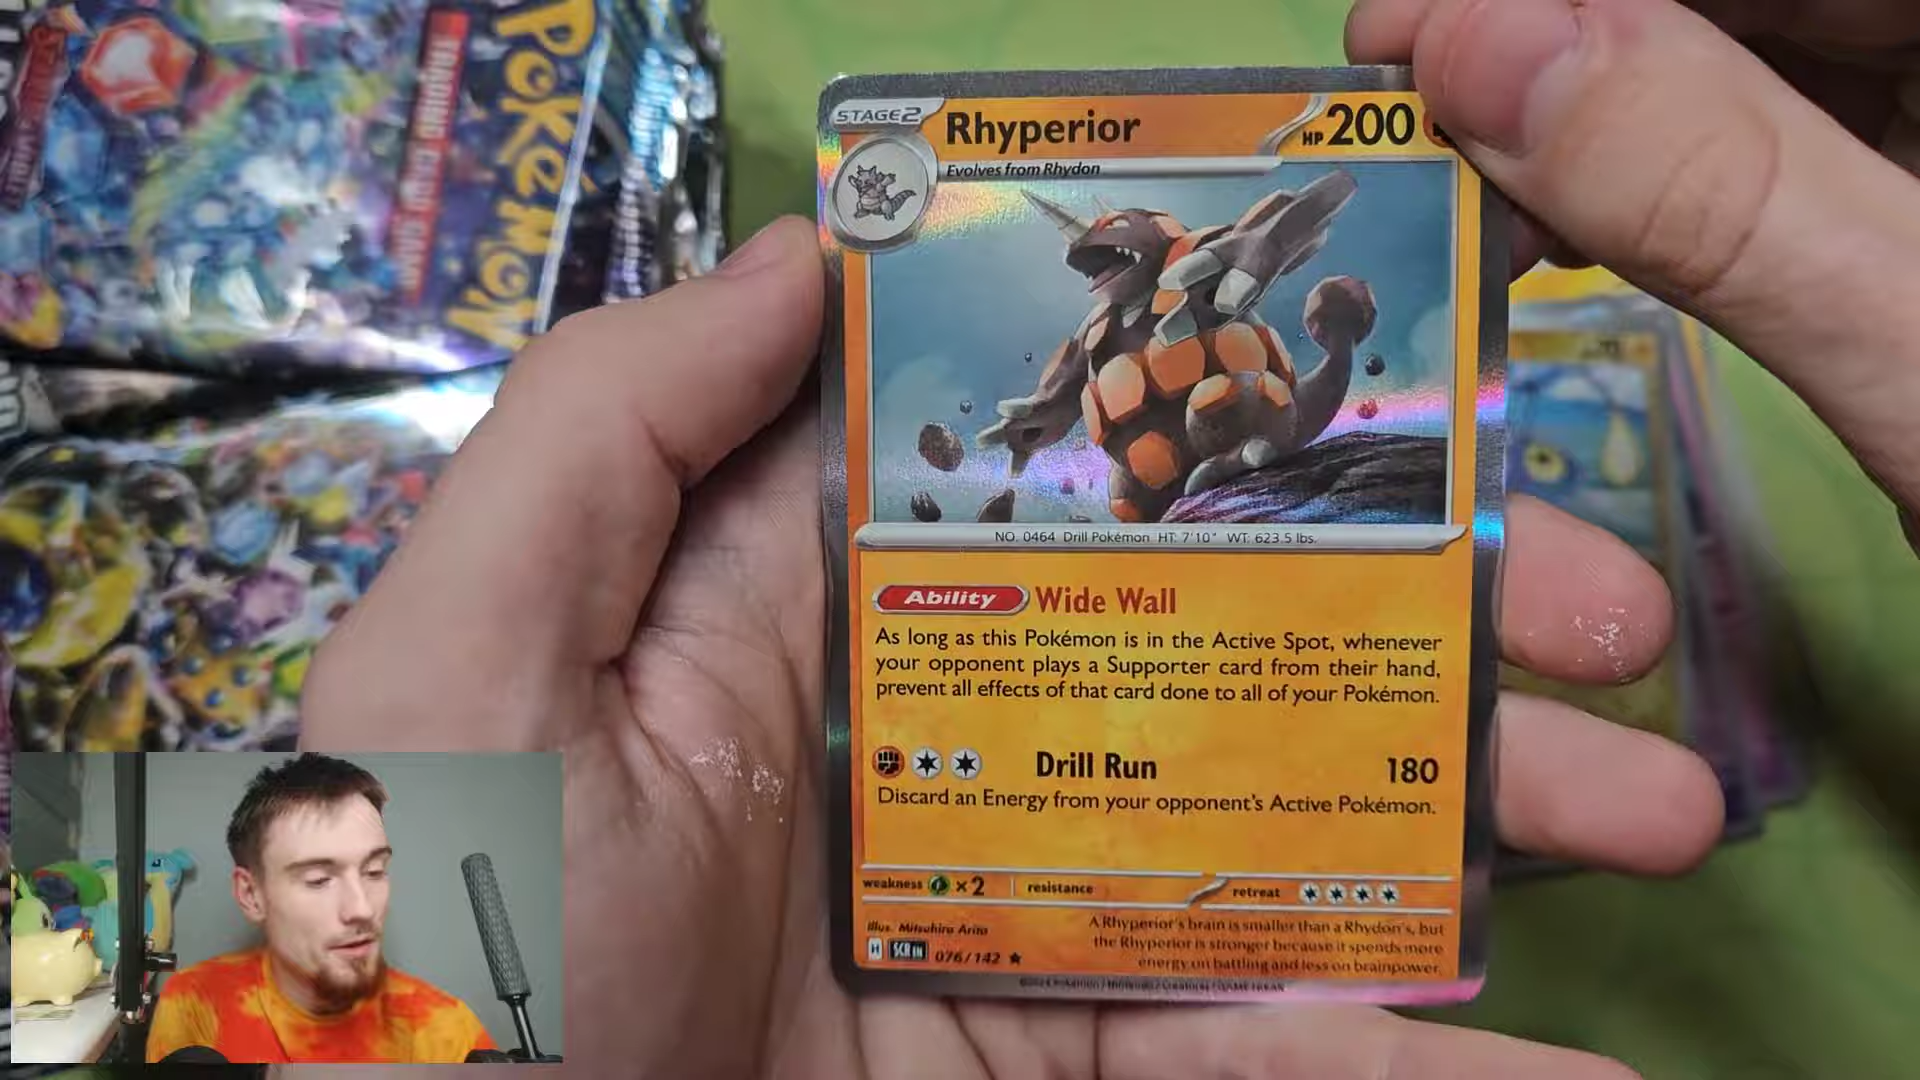 Pokémon
TRADING CARD GAME
STAGE2
Rhyperior
HP 200
Evolves from Rhydon
NO. 0464 Drill Pokémon HT: 7'10" WT: 623.5 lbs.
Ability Wide Wall
As long as this Pokémon is in the Active Spot, whenever
your opponent plays a Supporter card from their hand,
prevent all effects of that card done to all of your Pokémon.
Drill Run 180
Discard an Energy from your opponent's Active Pokémon.
weakness ×2 resistance retreat
Illus. Mitsuhiro Arita
A Rhyperior's brain is smaller than a Rhydon's, but
the Rhyperior is stronger because it spends more
energy on battling and less on brainpower.
H SCR EN 076/142 ★